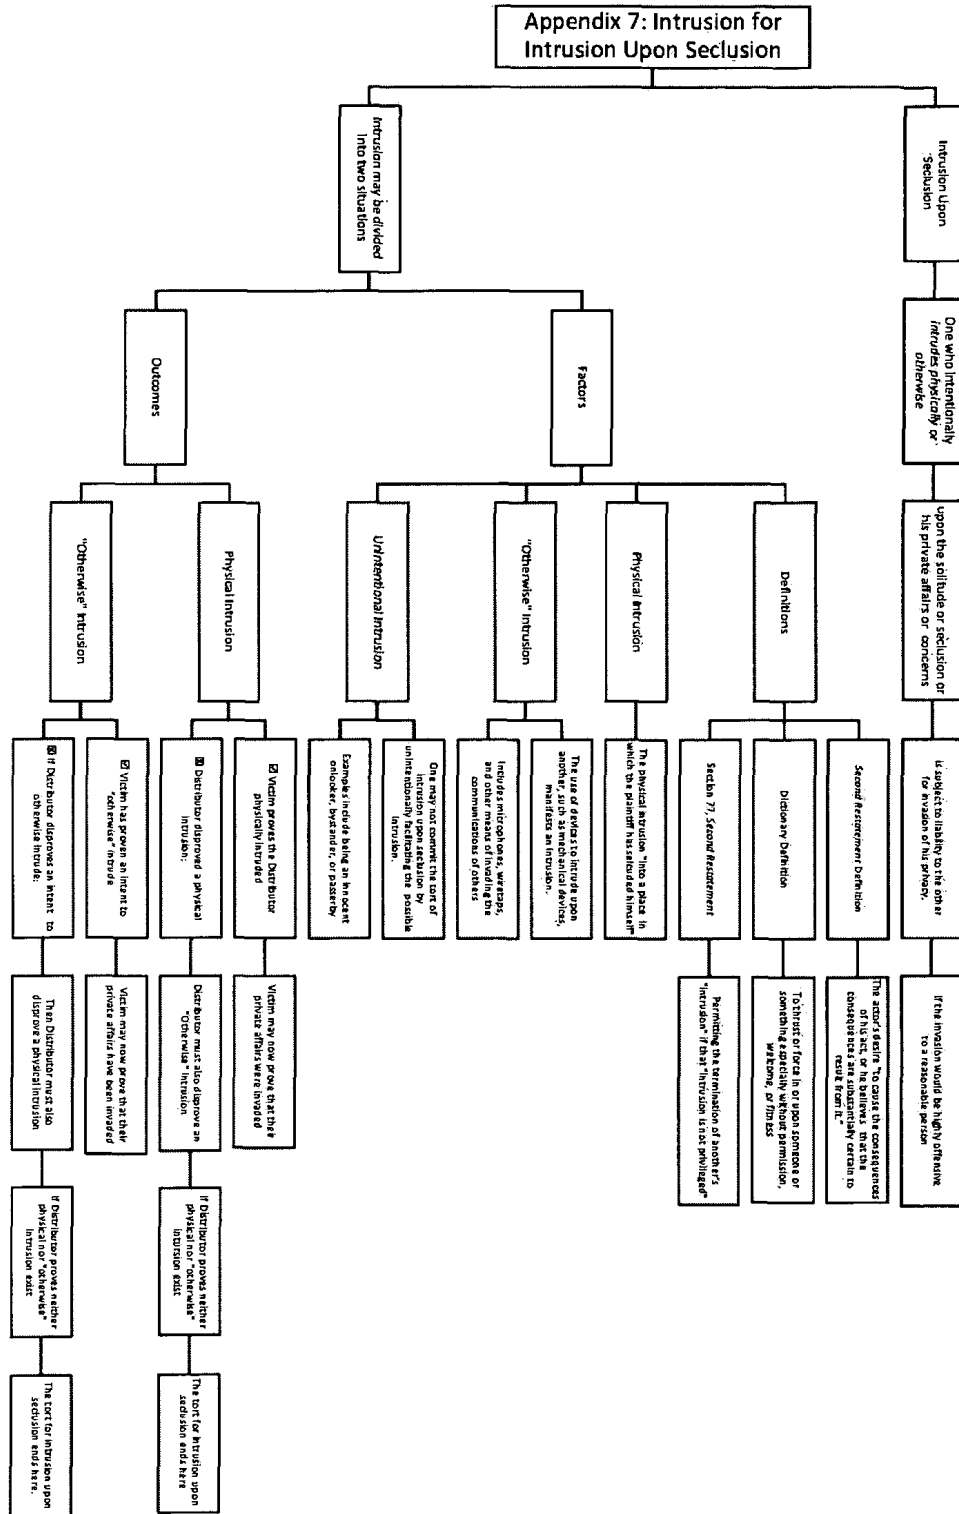 Appendix 7: Intrusion for
Intrusion Upon Seclusion
Intrusion Upon
Seclusion
One who intentionally
intrudes physically or
otherwise
upon the solitude or seclusion or
his private affairs or concerns
is subject to liability to the other
for invasion of his privacy,
if the invasion would be highly offensive
to a reasonable person
Intrusion may be divided
into two situations
Factors
Definitions
Second Restatement Definition
The actor's desire "to cause the consequences
of his act, or he believes that the
consequences are substantially certain to
result from it."
Dictionary Definition
To thrust or force in or upon someone or
something especially without permission,
welcome, or fitness
Section 77, Second Restatement
Permitting the termination of another's
"intrusion" if that "intrusion is not privileged"
Physical Intrusion
The physical intrusion "into a place in
which the plaintiff has secluded himself"
"Otherwise" Intrusion
The use of devices to intrude upon
another, such as mechanical devices,
manifests an intrusion.
Includes microphones, wiretaps,
and other means of invading the
communications of others
Unintentional Intrusion
One may not commit the tort of
intrusion upon seclusion by
unintentionally facilitating the possible
intrusion.
Examples include being an innocent
onlooker, bystander, or passerby
Outcomes
Physical Intrusion
☑ Victim proves the Distributor
physically intruded
Victim may now prove that their
private affairs were invaded
☒ Distributor disproved a physical
intrusion;
Distributor must also disprove an
"Otherwise" Intrusion
If Distributor proves neither
physical nor "otherwise"
intursion exist
The tort for intrusion upon
seclusion ends here
"Otherwise" Intrusion
☑ Victim has proven an intent to
"otherwise" intrude
Victim may now prove that their
private affairs have been invaded
☒ If Distributor disproves an intent to
otherwise intrude;
Then Distributor must also
disprove a physical intrusion
If Distributor proves neither
physical nor "otherwise"
intrusion exist
The tort for intrusion upon
seclusion ends here.